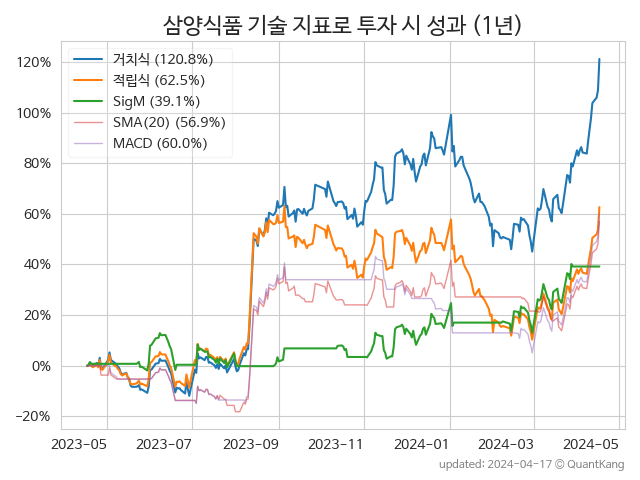 삼양식품 기술 지표로 투자 시 성과 (1년)
거치식 (120.8%)
적립식 (62.5%)
SigM (39.1%)
SMA(20) (56.9%)
MACD (60.0%)
120%
100%
80%
60%
40%
20%
0%
−20%
2023-05 2023-07 2023-09 2023-11 2024-01 2024-03 2024-05
updated: 2024-04-17 © QuantKang